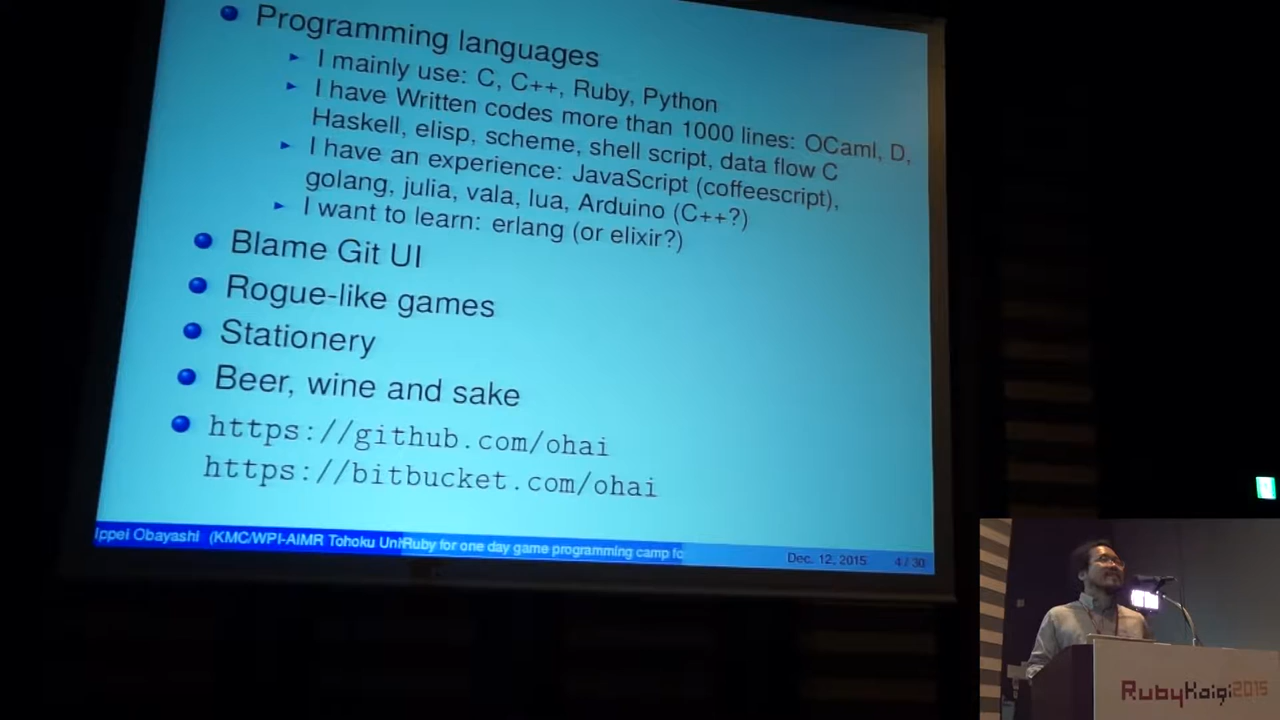 Programming languages
I mainly use: C, C++, Ruby, Python
I have Written codes more than 1000 lines: OCaml, D,
Haskell, elisp, scheme, shell script, data flow C
I have an experience: JavaScript (coffeescript),
golang, julia, vala, lua, Arduino (C++?)
I want to learn: erlang (or elixir?)
Blame Git UI
Rogue-like games
Stationery
Beer, wine and sake
https://github.com/ohai
https://bitbucket.com/ohai
Ippei Obayashi (KMC/WPI-AIMR Tohoku Uni Ruby for one day game programming camp fo Dec. 12, 2015 4 / 30
RubyKaigi2015